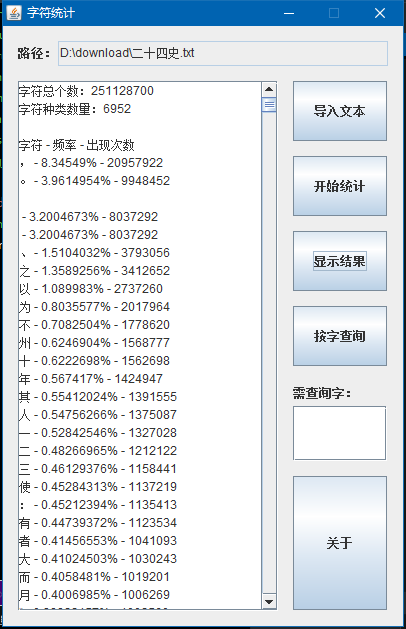 字符统计
路径： D:\download\二十四史.txt
字符总个数：251128700
字符种类数量：6952
字符 - 频率 - 出现次数
， - 8.34549% - 20957922
。 - 3.9614954% - 9948452
- 3.2004673% - 8037292
- 3.2004673% - 8037292
、 - 1.5104032% - 3793056
之 - 1.3589256% - 3412652
以 - 1.089983% - 2737260
为 - 0.8035577% - 2017964
不 - 0.7082504% - 1778620
州 - 0.6246904% - 1568777
十 - 0.6222698% - 1562698
年 - 0.567417% - 1424947
其 - 0.55412024% - 1391555
人 - 0.54756266% - 1375087
一 - 0.52842546% - 1327028
二 - 0.48266965% - 1212122
三 - 0.46129376% - 1158441
使 - 0.45284313% - 1137219
： - 0.45212394% - 1135413
有 - 0.44739372% - 1123534
者 - 0.41456553% - 1041093
大 - 0.41024503% - 1030243
而 - 0.4058481% - 1019201
月 - 0.4006985% - 1006269
导入文本
开始统计
显示结果
按字查询
需查询字：
关于